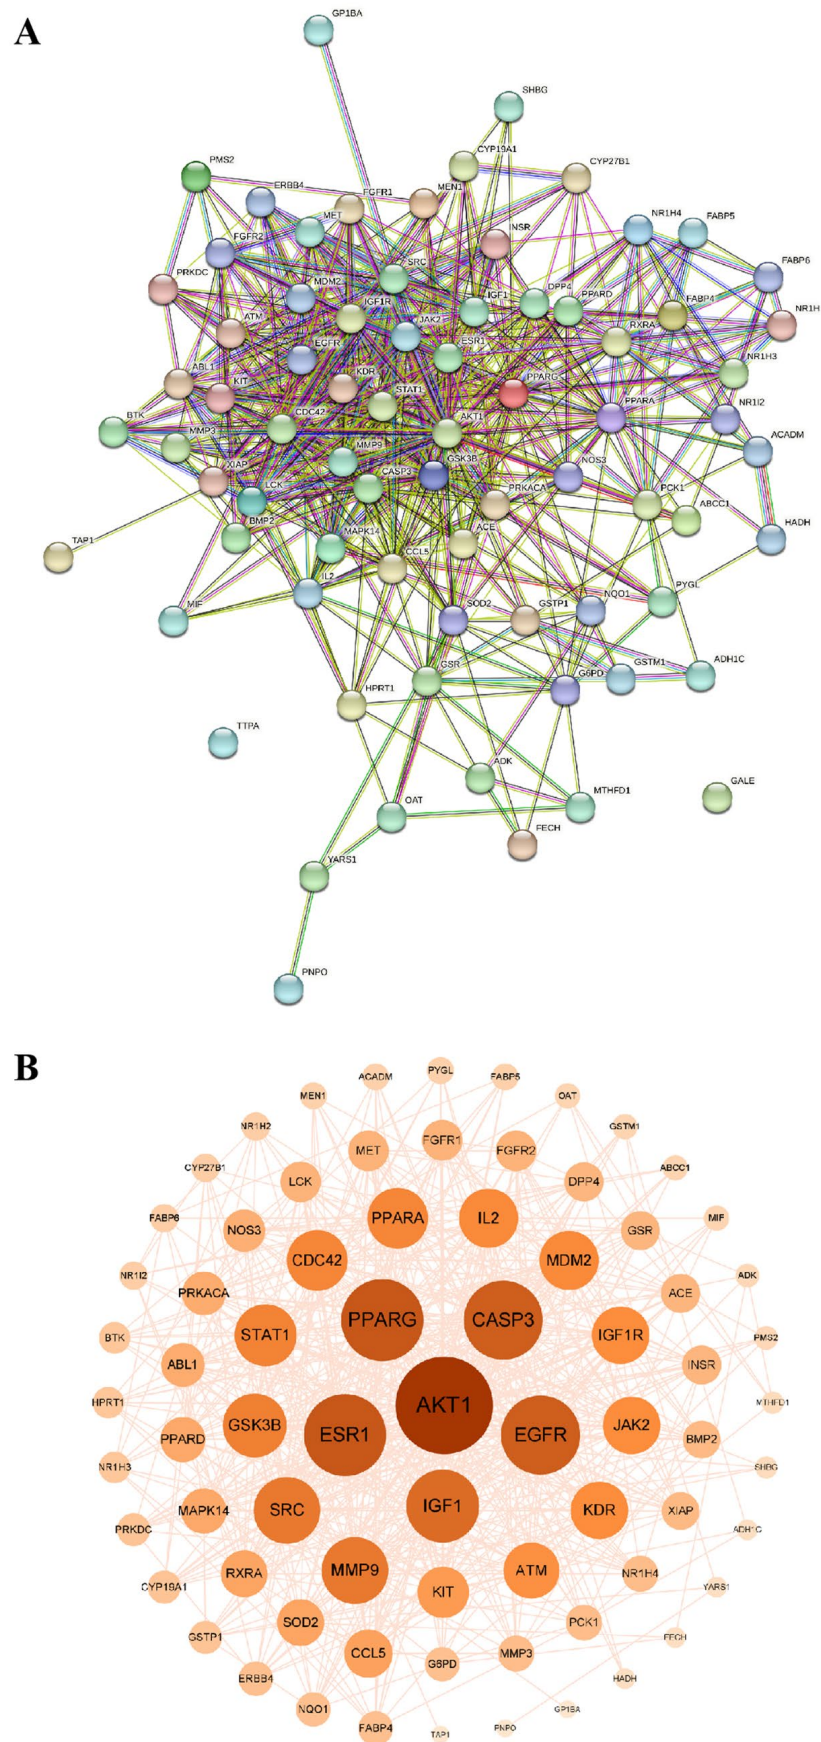 A
GP1BA
SHBG
CYP19A1
CYP27B1
PMS2
ERBB4
FGFR1
MEN1
MET
INSR
NR1H4
FABP5
FGFR2
SRC
FABP6
PRKDC
MDM2
IGF1R
IGF1
DPP4
PPARD
FABP4
NR1H
ATM
JAK2
RXRA
EGFR
ESR1
NR1H3
ABL1
KIT
KDR
STAT1
PPARG
PPARA
NR1I2
BTK
CDC42
AKT1
MMP3
MMP9
GSK3B
NOS3
ACADM
XIAP
LCK
CASP3
PRKACA
PCK1
ABCC1
BMP2
MAPK14
ACE
HADH
TAP1
CCL5
IL2
PYGL
MIF
SOD2
GSTP1
NQO1
GSR
GSTM1
ADH1C
HPRT1
G6PD
TTPA
ADK
GALE
OAT
MTHFD1
FECH
YARS1
PNPO
B
PYGL
ACADM
FABP5
MEN1
OAT
NR1H2
FGFR1
GSTM1
MET
FGFR2
CYP27B1
LCK
DPP4
ABCC1
FABP6
NOS3
PPARA
IL2
GSR
MIF
CDC42
MDM2
NR1I2
PRKACA
ACE
ADK
PPARG
CASP3
BTK
STAT1
IGF1R
PMS2
ABL1
INSR
HPRT1
AKT1
MTHFD1
GSK3B
ESR1
EGFR
JAK2
PPARD
BMP2
NR1H3
SHBG
MAPK14
SRC
IGF1
KDR
XIAP
PRKDC
ADH1C
RXRA
MMP9
ATM
NR1H4
CYP19A1
KIT
YARS1
SOD2
PCK1
GSTP1
FECH
CCL5
G6PD
MMP3
ERBB4
HADH
NQO1
FABP4
TAP1
PNPO
GP1BA